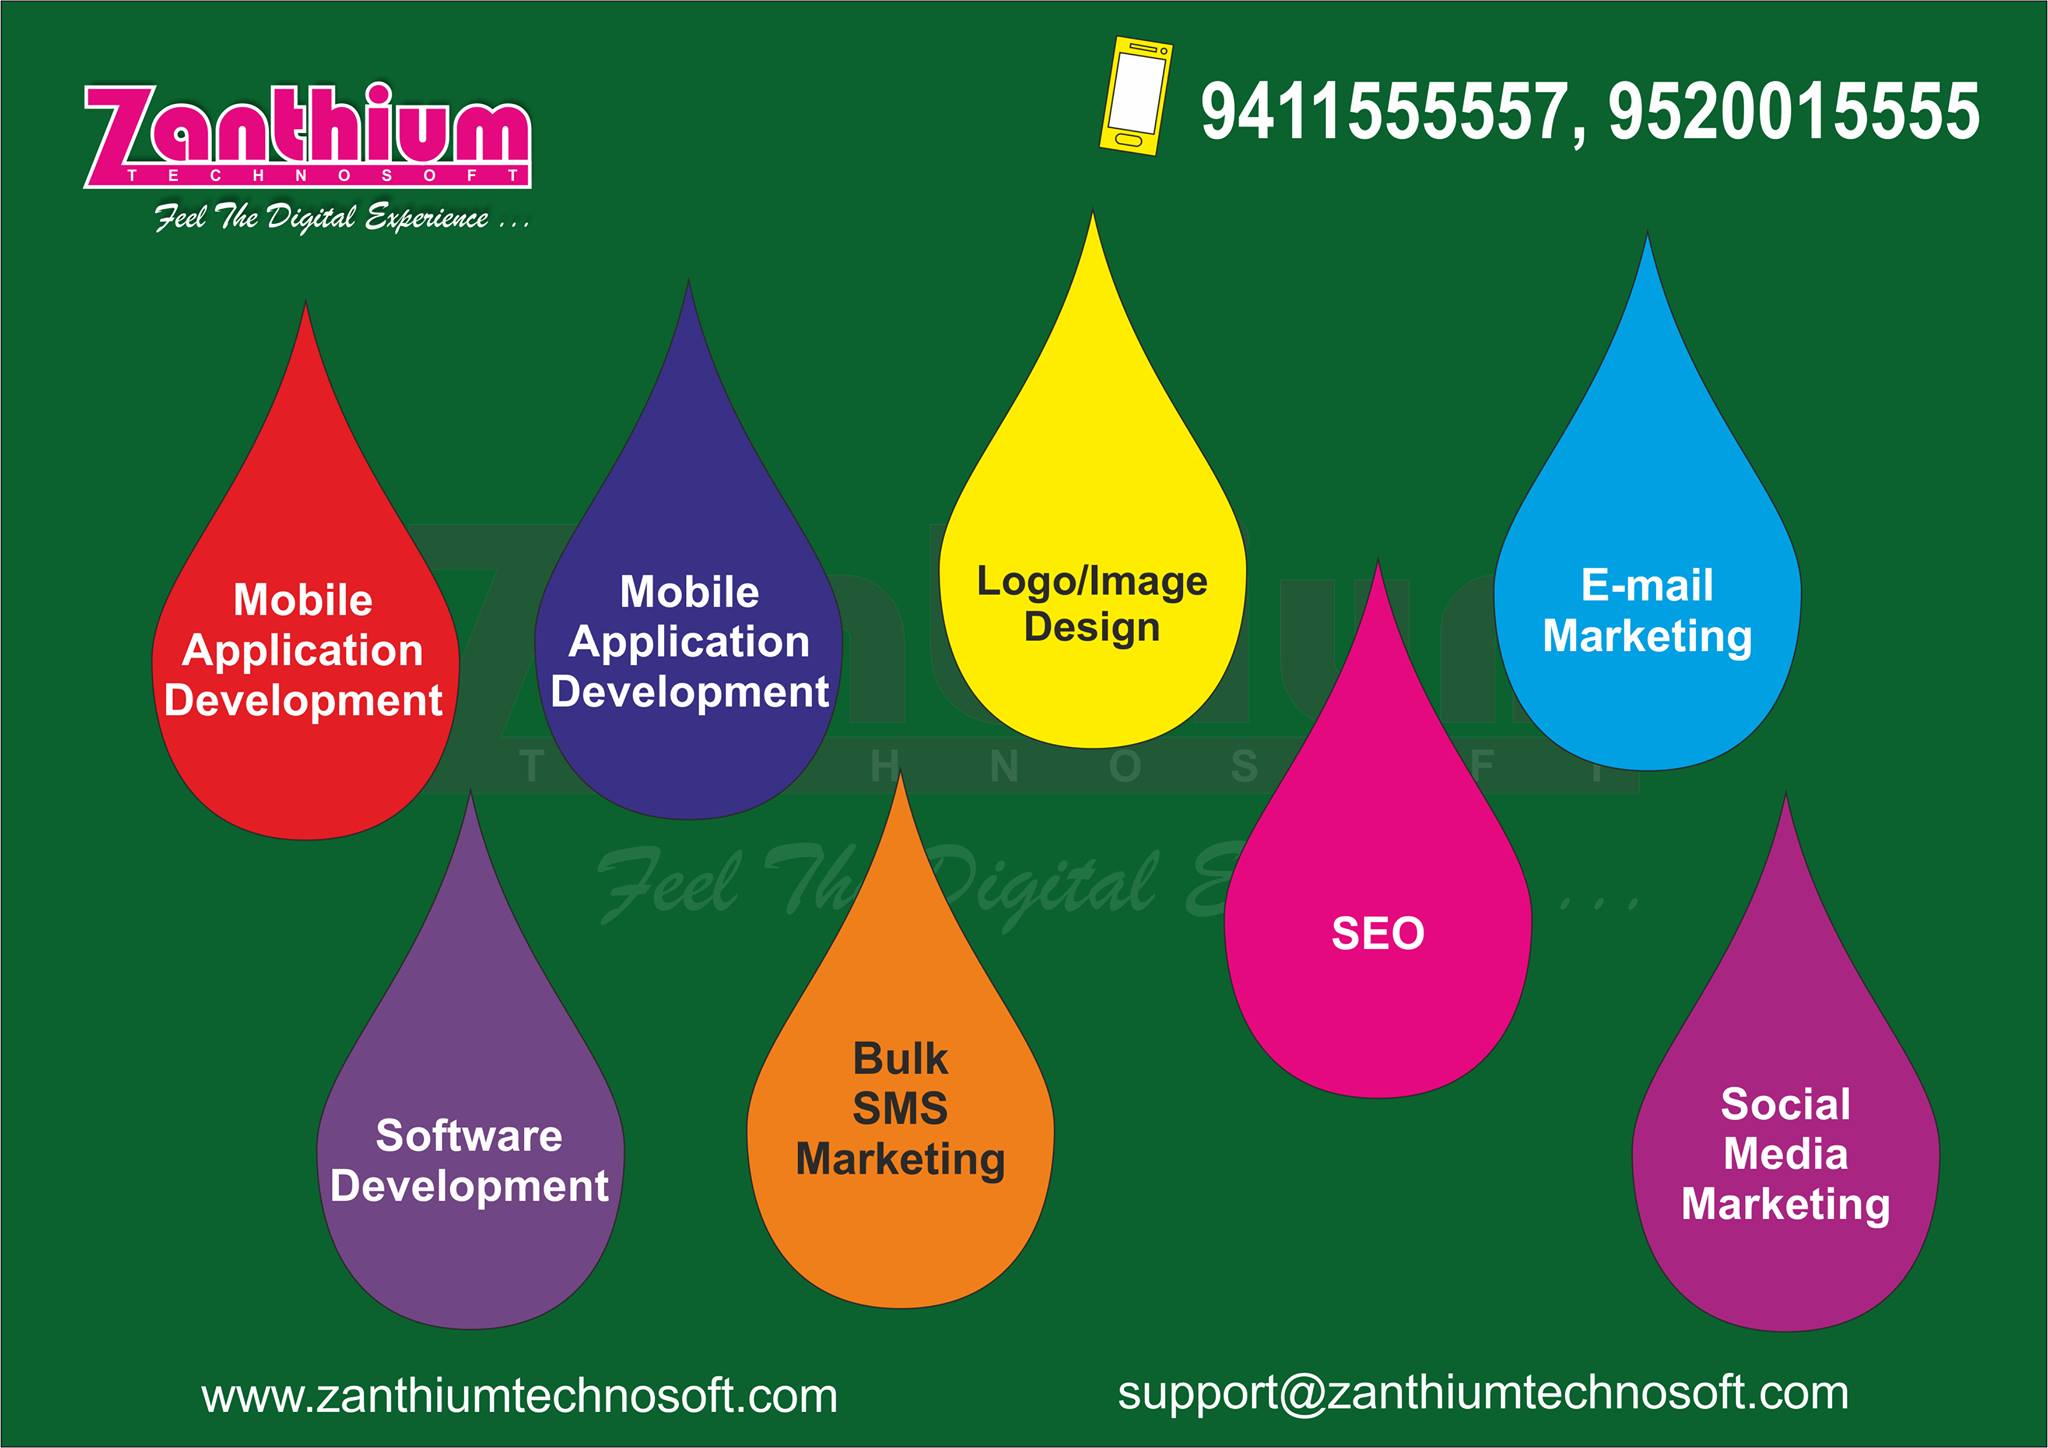 Zanthium
TECHNOSOFT
Feel The Digital Experience ...
9411555557, 9520015555
Mobile
Application
Development
Mobile
Application
Development
Logo/Image
Design
E-mail
Marketing
Software
Development
Bulk
SMS
Marketing
SEO
Social
Media
Marketing
www.zanthiumtechnosoft.com
support@zanthiumtechnosoft.com